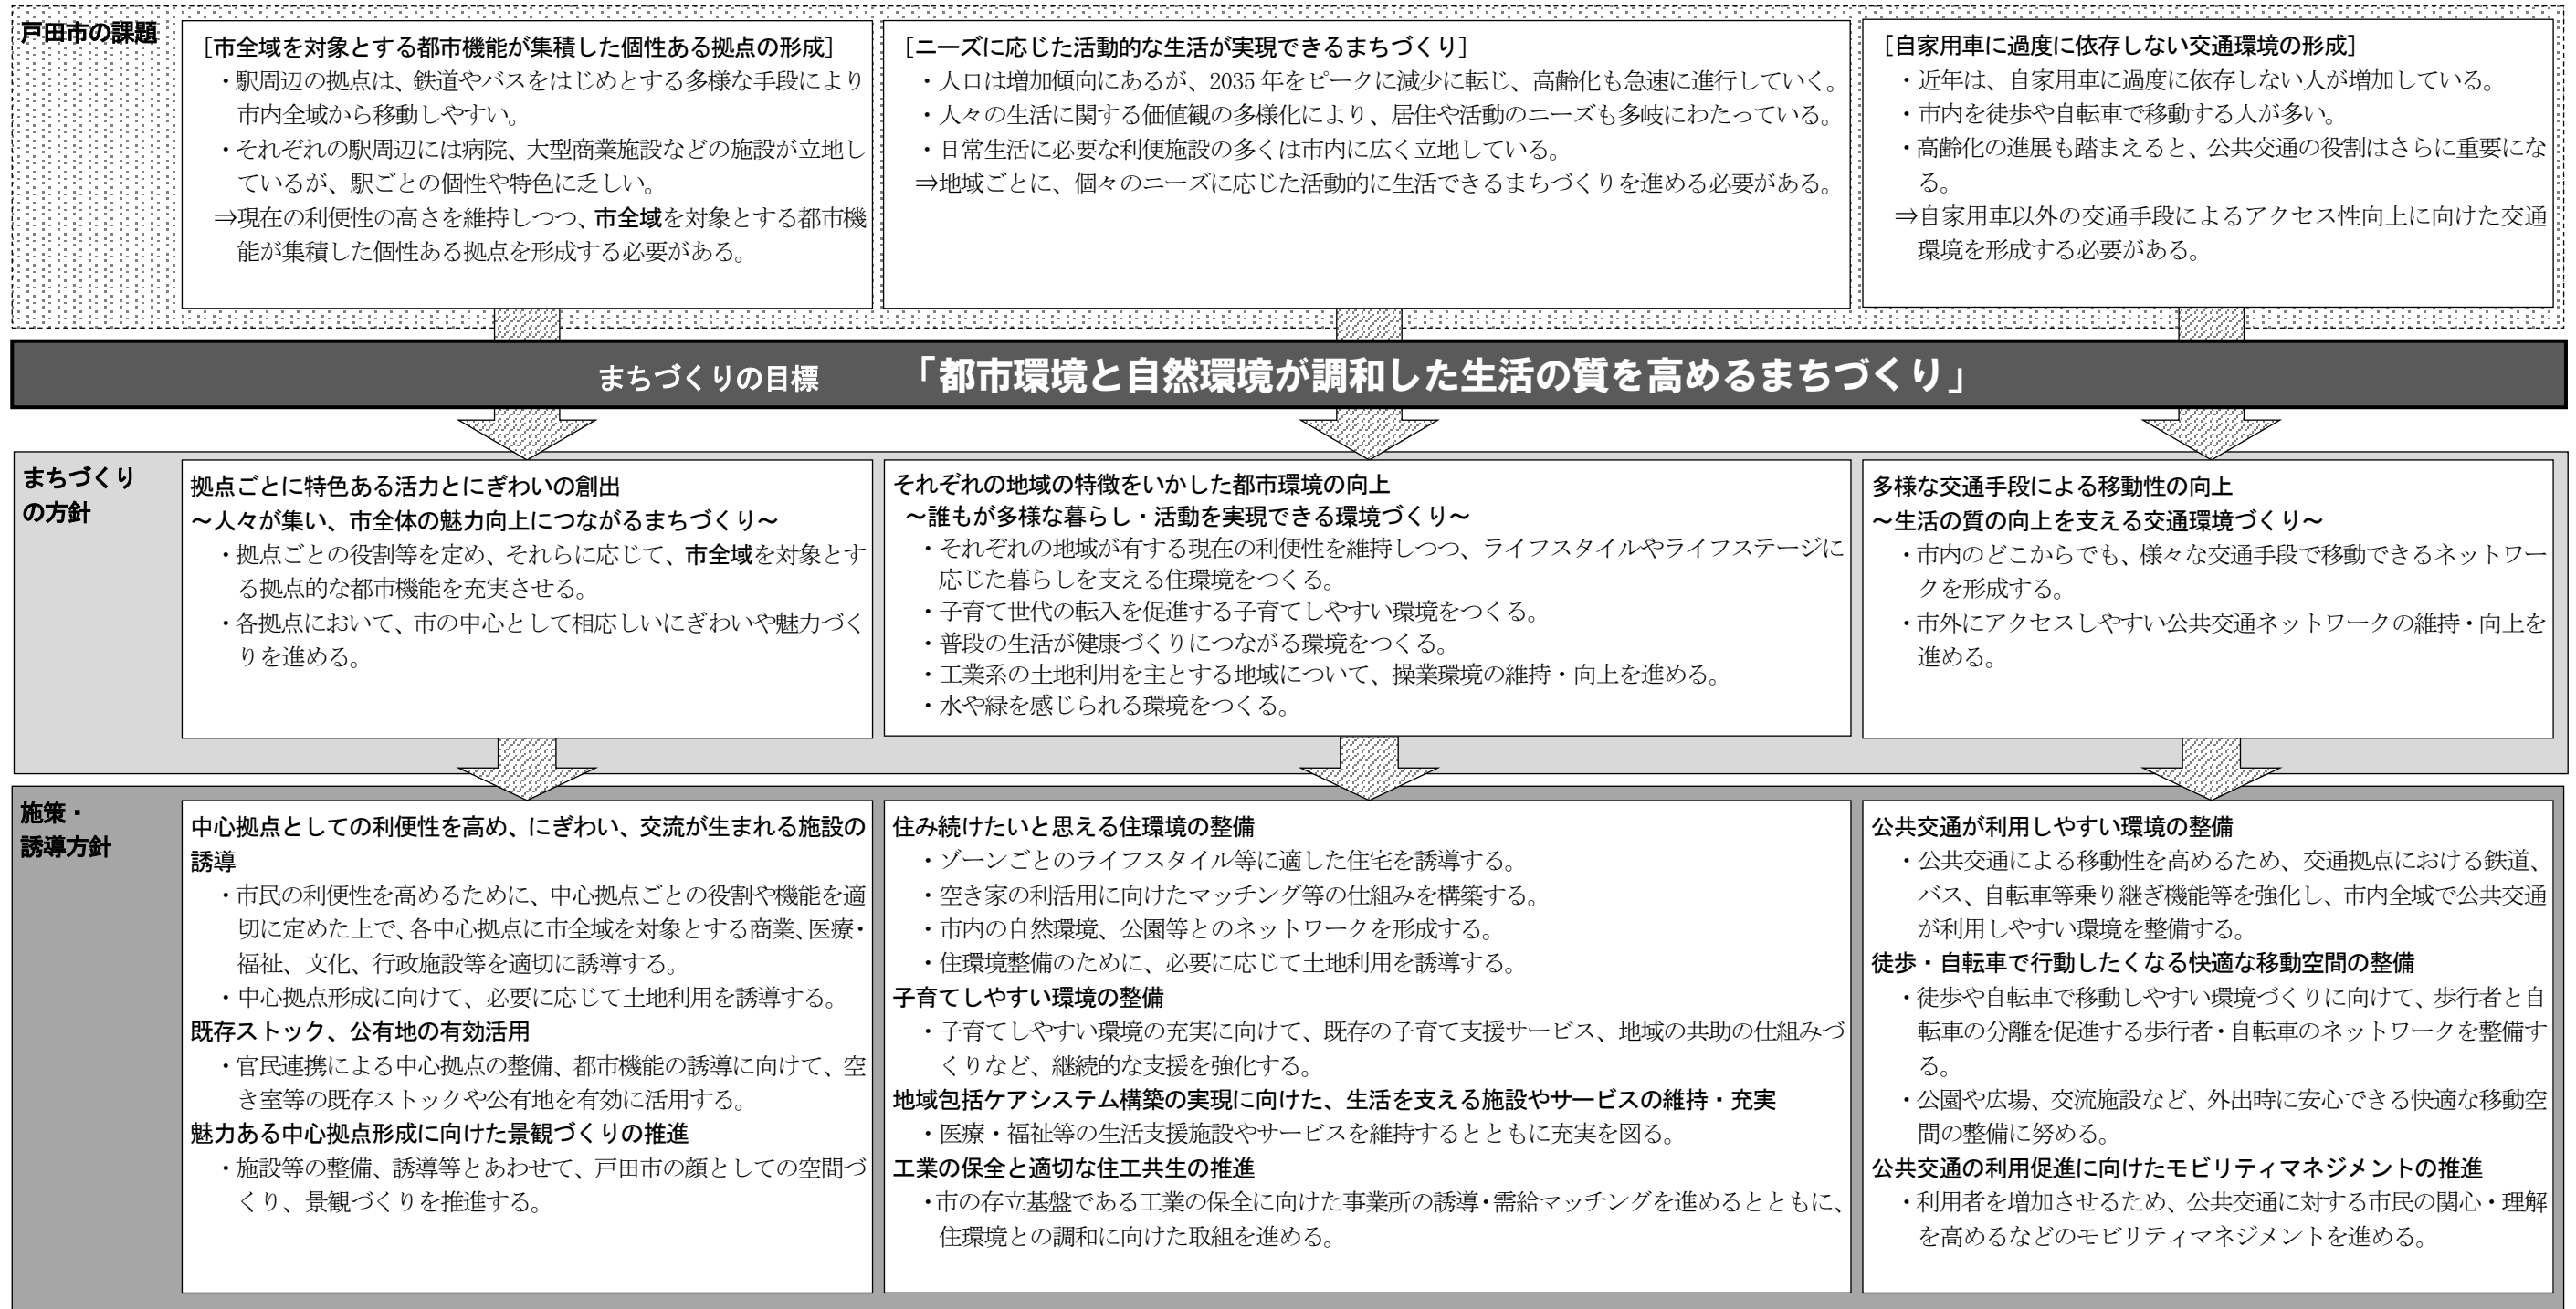 戸田市の課題
［市全域を対象とする都市機能が集積した個性ある拠点の形成］
・駅周辺の拠点は、鉄道やバスをはじめとする多様な手段により
市内全域から移動しやすい。
・それぞれの駅周辺には病院、大型商業施設などの施設が立地し
ているが、駅ごとの個性や特色に乏しい。
⇒現在の利便性の高さを維持しつつ、市全域を対象とする都市機
能が集積した個性ある拠点を形成する必要がある。
［ニーズに応じた活動的な生活が実現できるまちづくり］
・人口は増加傾向にあるが、2035 年をピークに減少に転じ、高齢化も急速に進行していく。
・人々の生活に関する価値観の多様化により、居住や活動のニーズも多岐にわたっている。
・日常生活に必要な利便施設の多くは市内に広く立地している。
⇒地域ごとに、個々のニーズに応じた活動的に生活できるまちづくりを進める必要がある。
［自家用車に過度に依存しない交通環境の形成］
・近年は、自家用車に過度に依存しない人が増加している。
・市内を徒歩や自転車で移動する人が多い。
・高齢化の進展も踏まえると、公共交通の役割はさらに重要にな
る。
⇒自家用車以外の交通手段によるアクセス性向上に向けた交通
環境を形成する必要がある。
まちづくりの目標 「都市環境と自然環境が調和した生活の質を高めるまちづくり」
まちづくり
の方針
拠点ごとに特色ある活力とにぎわいの創出
～人々が集い、市全体の魅力向上につながるまちづくり～
・拠点ごとの役割等を定め、それらに応じて、市全域を対象とす
る拠点的な都市機能を充実させる。
・各拠点において、市の中心として相応しいにぎわいや魅力づく
りを進める。
それぞれの地域の特徴をいかした都市環境の向上
～誰もが多様な暮らし・活動を実現できる環境づくり～
・それぞれの地域が有する現在の利便性を維持しつつ、ライフスタイルやライフステージに
応じた暮らしを支える住環境をつくる。
・子育て世代の転入を促進する子育てしやすい環境をつくる。
・普段の生活が健康づくりにつながる環境をつくる。
・工業系の土地利用を主とする地域について、操業環境の維持・向上を進める。
・水や緑を感じられる環境をつくる。
多様な交通手段による移動性の向上
～生活の質の向上を支える交通環境づくり～
・市内のどこからでも、様々な交通手段で移動できるネットワー
クを形成する。
・市外にアクセスしやすい公共交通ネットワークの維持・向上を
進める。
施策・
誘導方針
中心拠点としての利便性を高め、にぎわい、交流が生まれる施設の
誘導
・市民の利便性を高めるために、中心拠点ごとの役割や機能を適
切に定めた上で、各中心拠点に市全域を対象とする商業、医療・
福祉、文化、行政施設等を適切に誘導する。
・中心拠点形成に向けて、必要に応じて土地利用を誘導する。
既存ストック、公有地の有効活用
・官民連携による中心拠点の整備、都市機能の誘導に向けて、空
き室等の既存ストックや公有地を有効に活用する。
魅力ある中心拠点形成に向けた景観づくりの推進
・施設等の整備、誘導等とあわせて、戸田市の顔としての空間づ
くり、景観づくりを推進する。
住み続けたいと思える住環境の整備
・ゾーンごとのライフスタイル等に適した住宅を誘導する。
・空き家の利活用に向けたマッチング等の仕組みを構築する。
・市内の自然環境、公園等とのネットワークを形成する。
・住環境整備のために、必要に応じて土地利用を誘導する。
子育てしやすい環境の整備
・子育てしやすい環境の充実に向けて、既存の子育て支援サービス、地域の共助の仕組みづ
くりなど、継続的な支援を強化する。
地域包括ケアシステム構築の実現に向けた、生活を支える施設やサービスの維持・充実
・医療・福祉等の生活支援施設やサービスを維持するとともに充実を図る。
工業の保全と適切な住工共生の推進
・市の存立基盤である工業の保全に向けた事業所の誘導・需給マッチングを進めるとともに、
住環境との調和に向けた取組を進める。
公共交通が利用しやすい環境の整備
・公共交通による移動性を高めるため、交通拠点における鉄道、
バス、自転車等乗り継ぎ機能等を強化し、市内全域で公共交通
が利用しやすい環境を整備する。
徒歩・自転車で行動したくなる快適な移動空間の整備
・徒歩や自転車で移動しやすい環境づくりに向けて、歩行者と自
転車の分離を促進する歩行者・自転車のネットワークを整備す
る。
・公園や広場、交流施設など、外出時に安心できる快適な移動空
間の整備に努める。
公共交通の利用促進に向けたモビリティマネジメントの推進
・利用者を増加させるため、公共交通に対する市民の関心・理解
を高めるなどのモビリティマネジメントを進める。